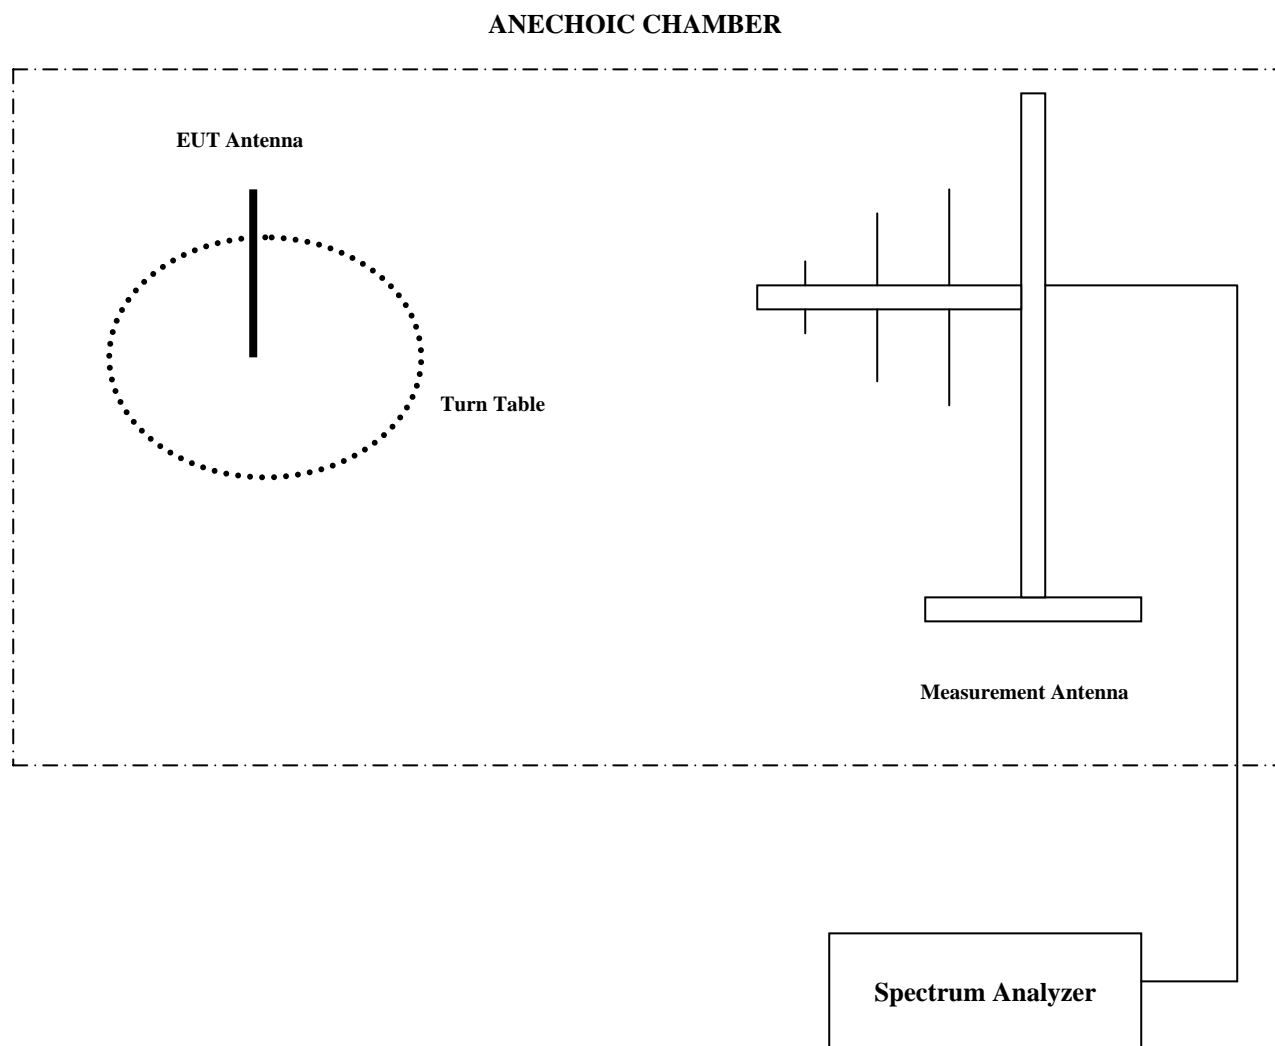 ANECHOIC CHAMBER
EUT Antenna
Turn Table
Measurement Antenna
Spectrum Analyzer